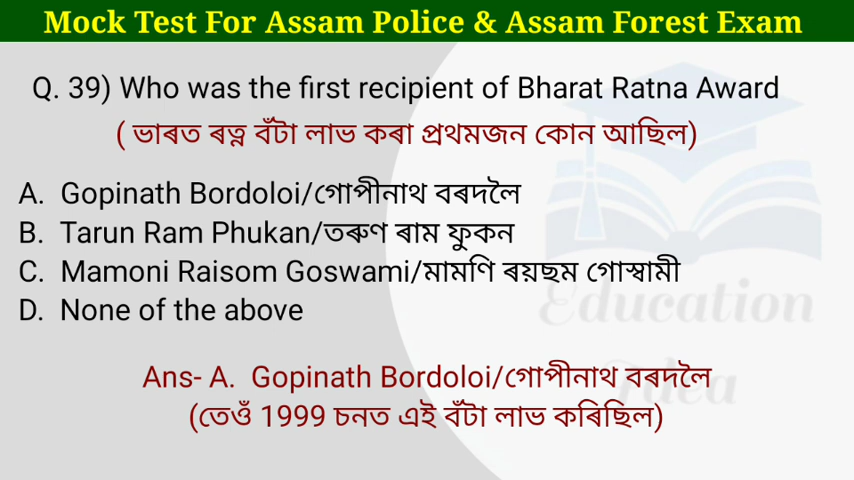 Mock Test For Assam Police & Assam Forest Exam
Q. 39) Who was the first recipient of Bharat Ratna Award
( ভাৰত ৰত্ন বঁটা লাভ কৰা প্ৰথমজন কোন আছিল)
A. Gopinath Bordoloi/গোপীনাথ বৰদলৈ
B. Tarun Ram Phukan/তৰুণ ৰাম ফুকন
C. Mamoni Raisom Goswami/মামণি ৰয়ছম গোস্বামী
D. None of the above
Education
Idea
Ans- A. Gopinath Bordoloi/গোপীনাথ বৰদলৈ
(তেওঁ 1999 চনত এই বঁটা লাভ কৰিছিল)